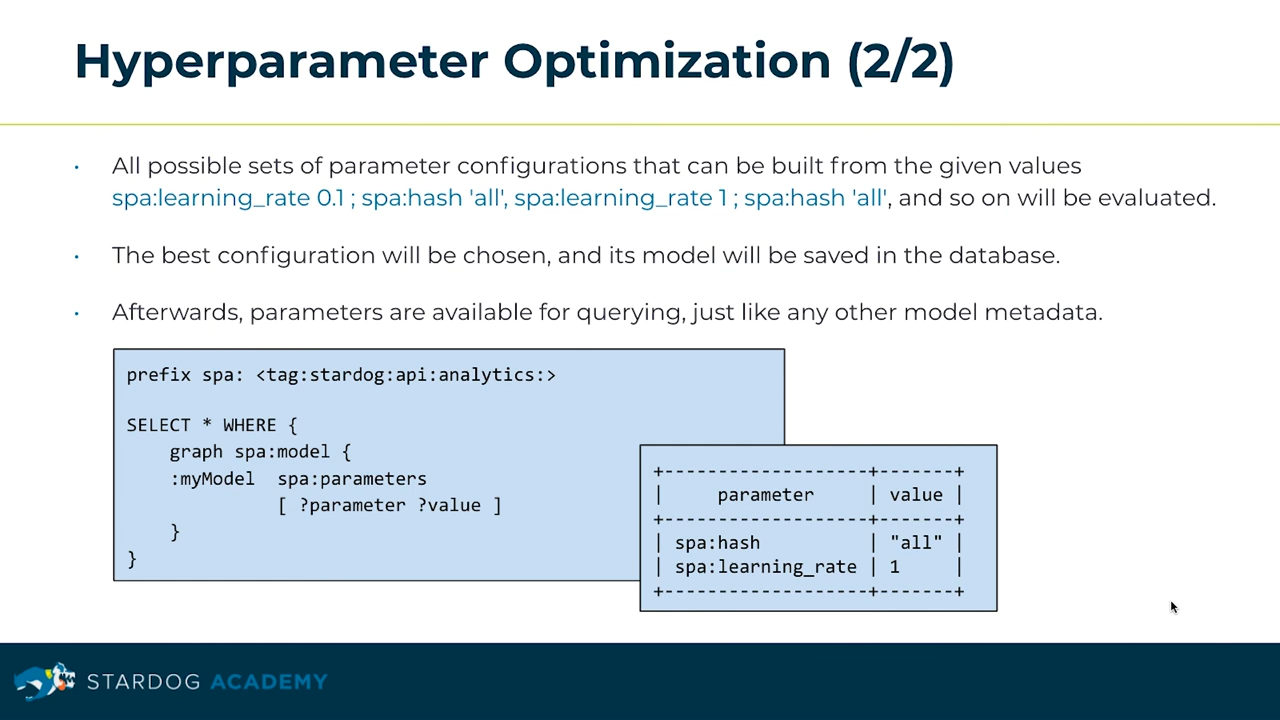 Hyperparameter Optimization (2/2)
· All possible sets of parameter configurations that can be built from the given values
spa:learning_rate 0.1 ; spa:hash 'all', spa:learning_rate 1 ; spa:hash 'all', and so on will be evaluated.
· The best configuration will be chosen, and its model will be saved in the database.
· Afterwards, parameters are available for querying, just like any other model metadata.
prefix spa: <tag:stardog:api:analytics:>
SELECT * WHERE {
graph spa:model {
:myModel spa:parameters
[ ?parameter ?value ]
}
}
+-------------------+-------+
| parameter | value |
+-------------------+-------+
| spa:hash | "all" |
| spa:learning_rate | 1 |
+-------------------+-------+
STARDOG ACADEMY